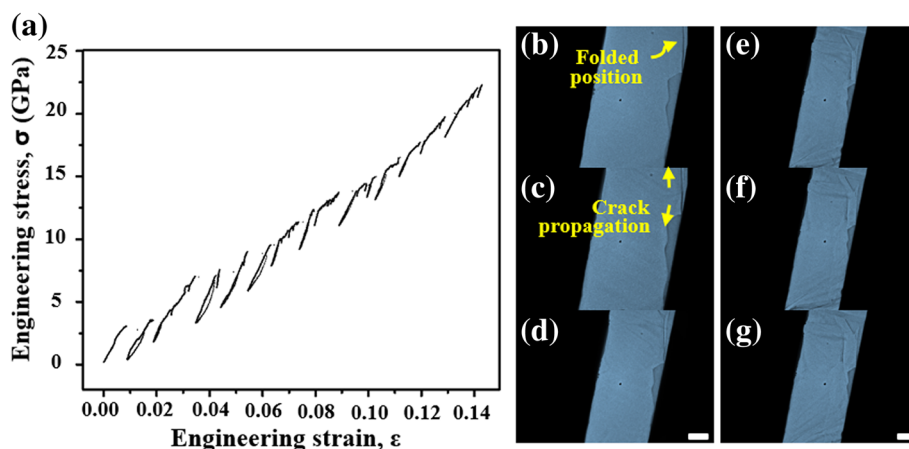 (a)
25
20
15
10
5
0
Engineering stress, σ (GPa)
0.00 0.02 0.04 0.06 0.08 0.10 0.12 0.14
Engineering strain, ε
(b)
Folded
position
(c)
Crack
propagation
(d)
(e)
(f)
(g)